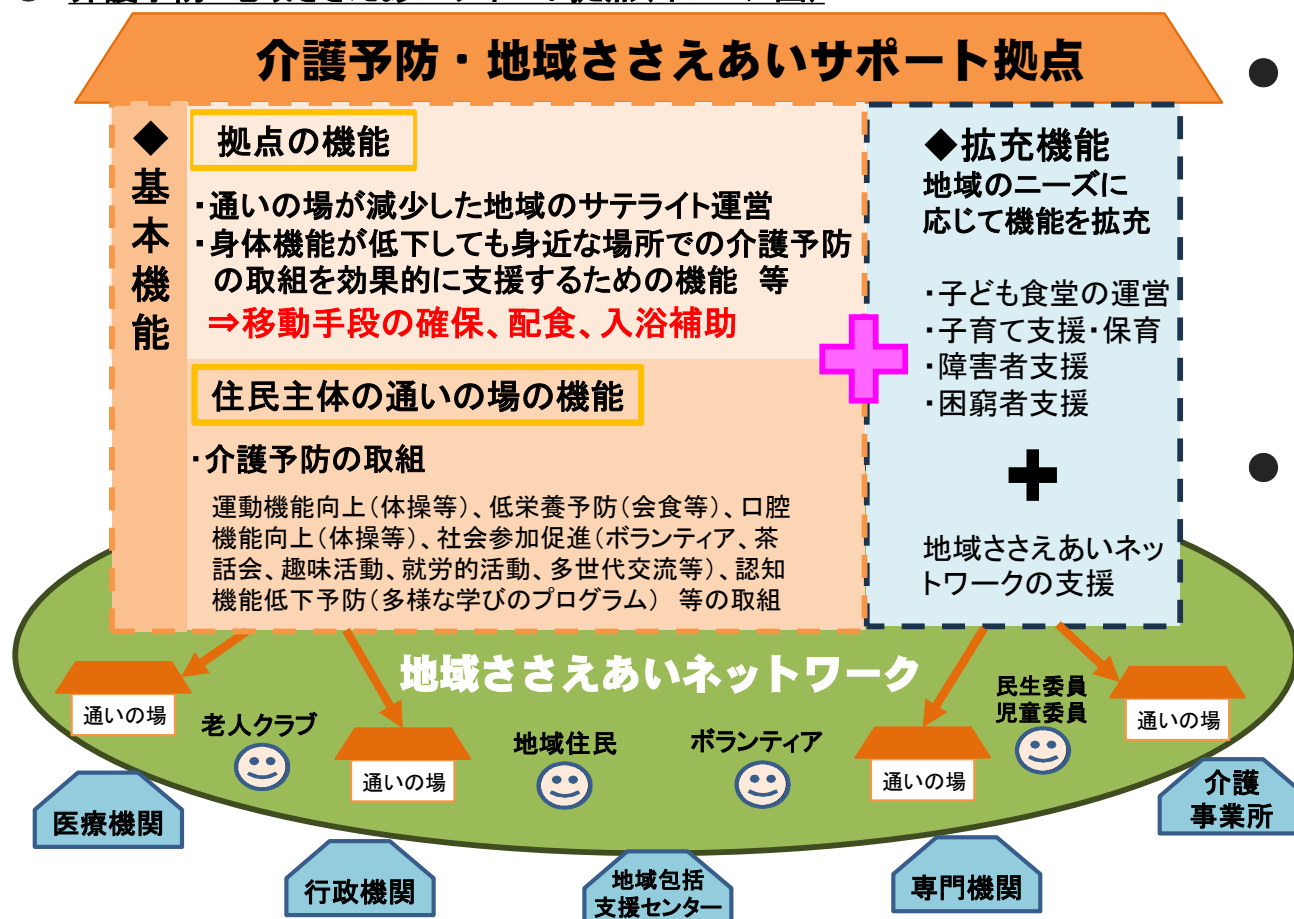 介護予防・地域ささえあいサポート拠点
◆基本機能
拠点の機能
・通いの場が減少した地域のサテライト運営
・身体機能が低下しても身近な場所での介護予防
の取組を効果的に支援するための機能　等
⇒移動手段の確保、配食、入浴補助
住民主体の通いの場の機能
・介護予防の取組
運動機能向上(体操等)、低栄養予防(会食等)、口腔
機能向上(体操等)、社会参加促進(ボランティア、茶
話会、趣味活動、就労的活動、多世代交流等)、認知
機能低下予防(多様な学びのプログラム)　等の取組
◆拡充機能
地域のニーズに
応じて機能を拡充
・子ども食堂の運営
・子育て支援・保育
・障害者支援
・困窮者支援
地域ささえあいネッ
トワークの支援
地域ささえあいネットワーク
通いの場
老人クラブ
通いの場
地域住民
ボランティア
通いの場
民生委員
児童委員
通いの場
医療機関
行政機関
地域包括
支援センター
専門機関
介護
事業所